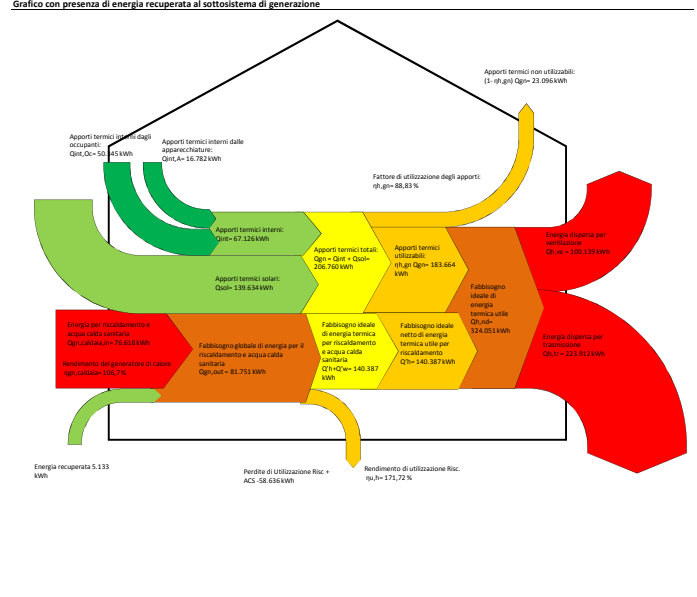 Grafico con presenza di energia recuperata al sottosistema di generazione
Apporti termici non utilizzabili:
(1- ηh,gn) Qgn= 23.096 kWh
Apporti termici interni dagli
occupanti:
Qint,Oc= 50.345 kWh
Apporti termici interni dalle
apparecchiature:
Qint,A= 16.782 kWh
Fattore di utilizzazione degli apporti:
ηh,gn= 88,83 %
Apporti termici interni:
Qint= 67.126 kWh
Apporti termici totali:
Qgn = Qint + Qsol=
206.760 kWh
Apporti termici
utilizzabili:
ηh,gn Qgn= 183.664
kWh
Energia dispersa per
ventilazione
Qh,ve = 100.139 kWh
Apporti termici solari:
Qsol= 139.634 kWh
Fabbisogno
ideale di
energia
termica utile
Qh,nd=
324.051 kWh
Energia per riscaldamento e
acqua calda sanitaria
Qgn,caldaia,in= 76.618 kWh
Rendimento del generatore di calore
ηgn,caldaia=106,7 %
Fabbisogno globale di energia per il
riscaldamento e acqua calda
sanitaria
Qgn,out = 81.751 kWh
Fabbisogno ideale
di energia termica
per riscaldamento
e acqua calda
sanitaria
Q'h+Q'w= 140.387
kWh
Fabbisogno ideale
netto di energia
termica utile per
riscaldamento
Q'h= 140.387 kWh
Energia dispersa per
trasmissione
Qh,tr= 223.912 kWh
Energia recuperata 5.133
kWh
Perdite di Utilizzazione Risc +
ACS -58.636 kWh
Rendimento di utilizzazione Risc.
ηu,h= 171,72 %